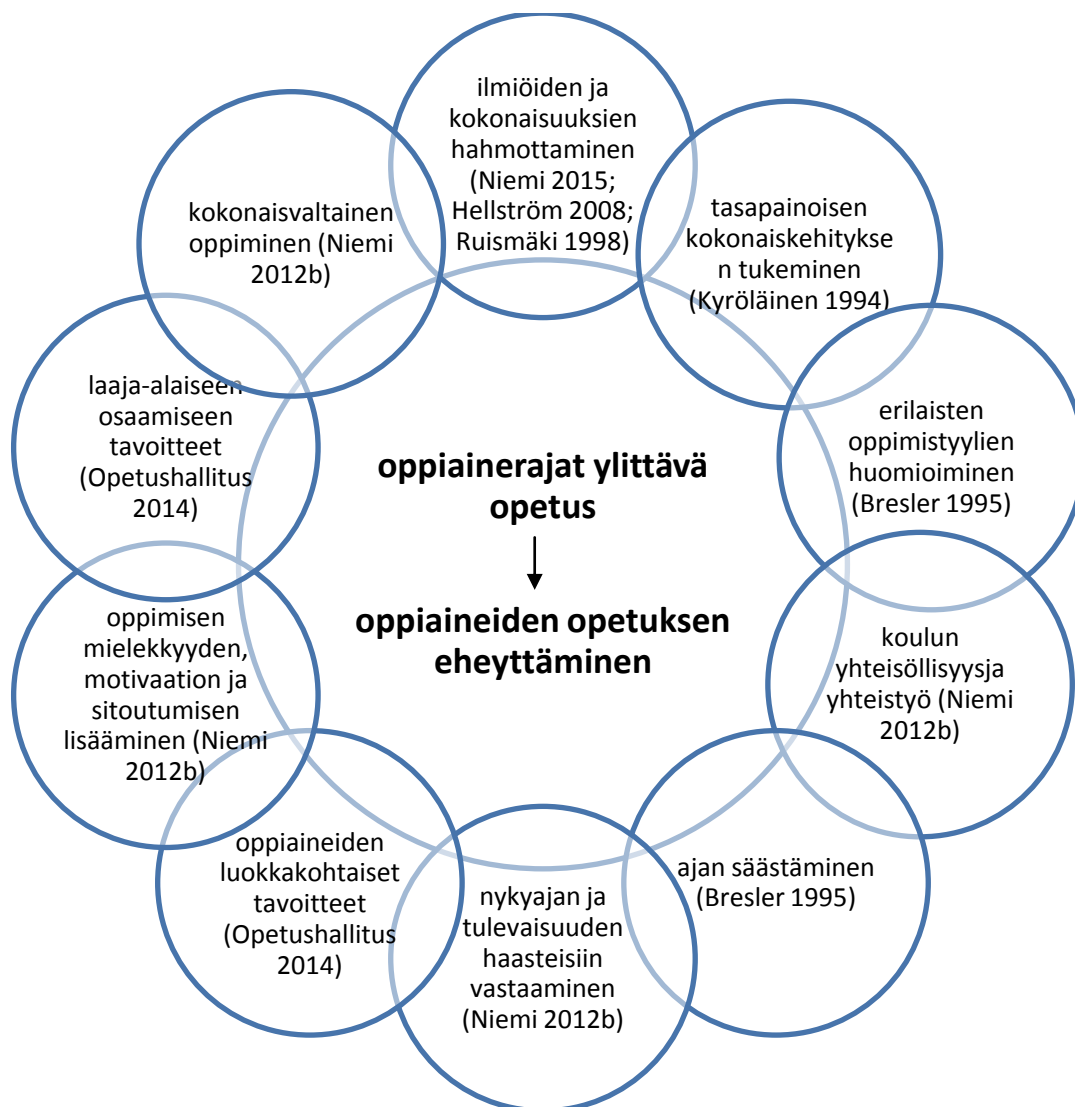 ilmiöiden ja
kokonaisuuksien
hahmottaminen
(Niemi 2015;
Hellström 2008;
Ruismäki 1998)
tasapainoisen
kokonaiskehitykse
n tukeminen
(Kyröläinen 1994)
erilaisten
oppimistyylien
huomioiminen
(Bresler 1995)
koulun
yhteisöllisyysja
yhteistyö (Niemi
2012b)
ajan säästäminen
(Bresler 1995)
nykyajan ja
tulevaisuuden
haasteisiin
vastaaminen
(Niemi 2012b)
oppiaineiden
luokkakohtaiset
tavoitteet
(Opetushallitus
2014)
oppimisen
mielekkyyden,
motivaation ja
sitoutumisen
lisääminen (Niemi
2012b)
laaja-alaiseen
osaamiseen
tavoitteet
(Opetushallitus
2014)
kokonaisvaltainen
oppiminen (Niemi
2012b)
oppiainerajat ylittävä
opetus
oppiaineiden opetuksen
eheyttäminen